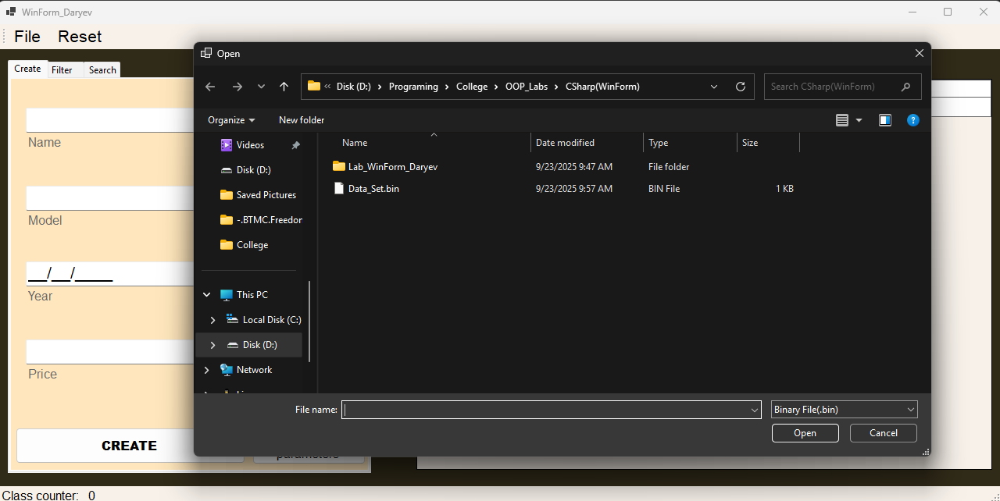 WinForm_Daryev
File Reset
Create Filter Search
Name
Model
__/__/____
Year
Price
CREATE
parameters
Class counter: 0
Open
« Disk (D:) › Programing › College › OOP_Labs › CSharp(WinForm)
Search CSharp(WinForm)
Organize New folder
Videos
Disk (D:)
Saved Pictures
-.BTMC.Freedor
College
This PC
Local Disk (C:)
Disk (D:)
Network
Name Date modified Type Size
Lab_WinForm_Daryev 9/23/2025 9:47 AM File folder
Data_Set.bin 9/23/2025 9:57 AM BIN File 1 KB
File name:
Binary File(.bin)
Open Cancel